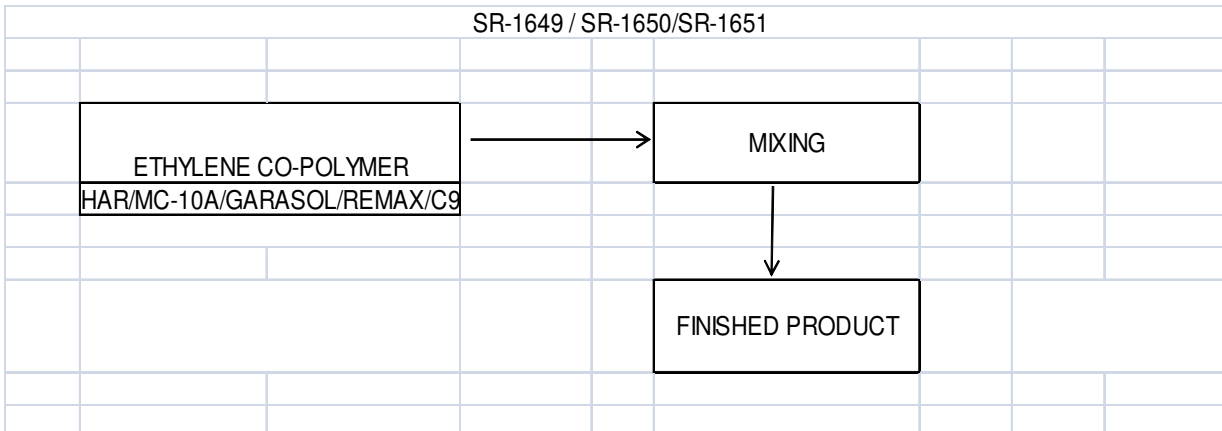 SR-1649 / SR-1650/SR-1651
ETHYLENE CO-POLYMER
HAR/MC-10A/GARASOL/REMAX/C9
MIXING
FINISHED PRODUCT